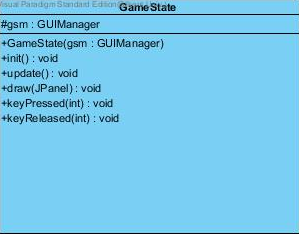 Visual Paradigm Standard Edition
GameState
#gsm : GUIManager
+GameState(gsm : GUIManager)
+init() : void
+update() : void
+draw(JPanel) : void
+keyPressed(int) : void
+keyReleased(int) : void